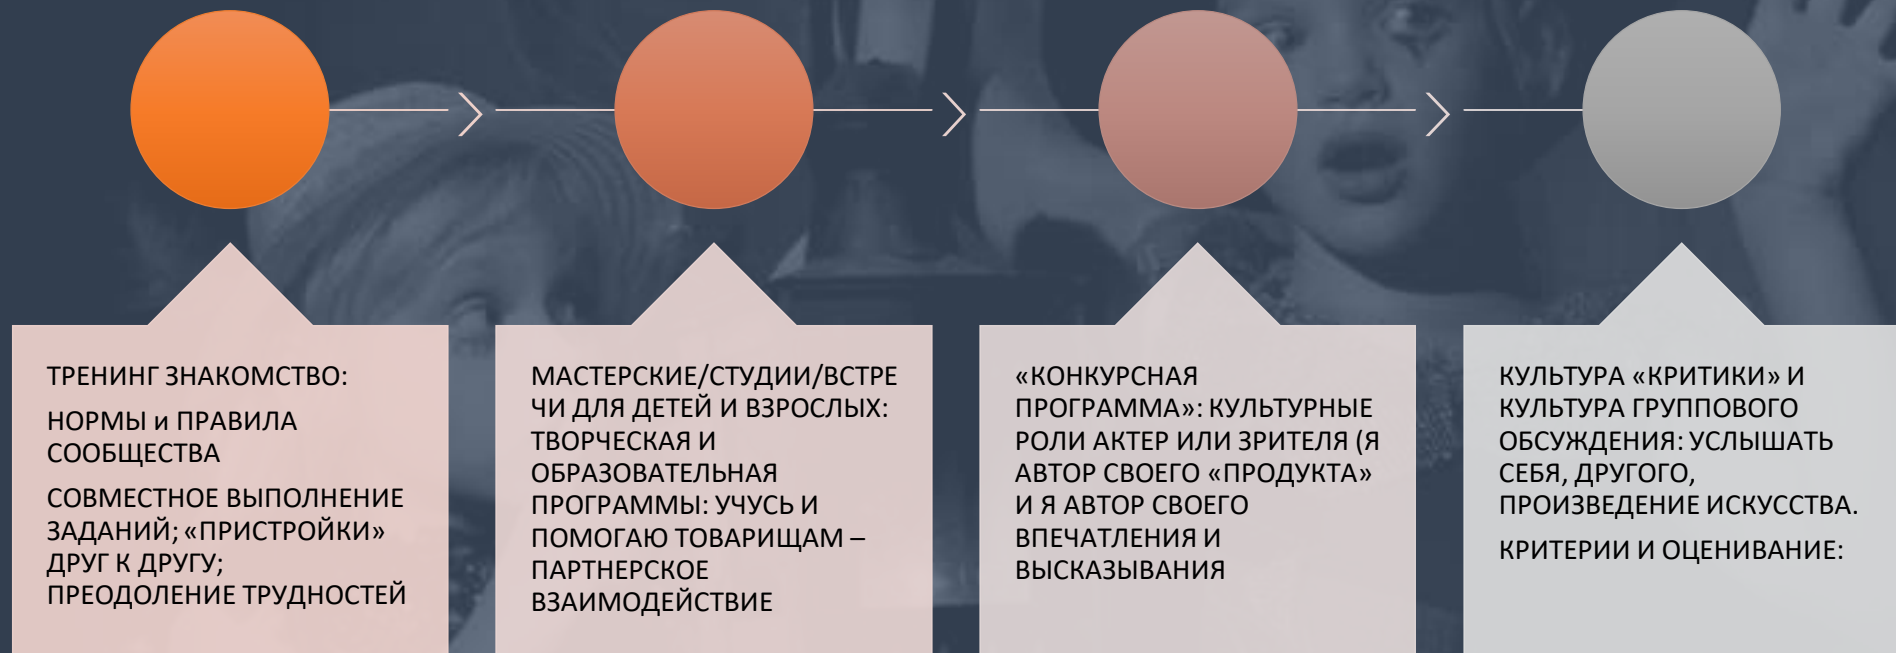 ТРЕНИНГ ЗНАКОМСТВО:
НОРМЫ и ПРАВИЛА
СООБЩЕСТВА
СОВМЕСТНОЕ ВЫПОЛНЕНИЕ
ЗАДАНИЙ; «ПРИСТРОЙКИ»
ДРУГ К ДРУГУ;
ПРЕОДОЛЕНИЕ ТРУДНОСТЕЙ
МАСТЕРСКИЕ/СТУДИИ/ВСТРЕ
ЧИ ДЛЯ ДЕТЕЙ И ВЗРОСЛЫХ:
ТВОРЧЕСКАЯ И
ОБРАЗОВАТЕЛЬНАЯ
ПРОГРАММЫ: УЧУСЬ И
ПОМОГАЮ ТОВАРИЩАМ –
ПАРТНЕРСКОЕ
ВЗАИМОДЕЙСТВИЕ
«КОНКУРСНАЯ
ПРОГРАММА»: КУЛЬТУРНЫЕ
РОЛИ АКТЕР ИЛИ ЗРИТЕЛЯ (Я
АВТОР СВОЕГО «ПРОДУКТА»
И Я АВТОР СВОЕГО
ВПЕЧАТЛЕНИЯ И
ВЫСКАЗЫВАНИЯ
КУЛЬТУРА «КРИТИКИ» И
КУЛЬТУРА ГРУППОВОГО
ОБСУЖДЕНИЯ: УСЛЫШАТЬ
СЕБЯ, ДРУГОГО,
ПРОИЗВЕДЕНИЕ ИСКУССТВА.
КРИТЕРИИ И ОЦЕНИВАНИЕ: